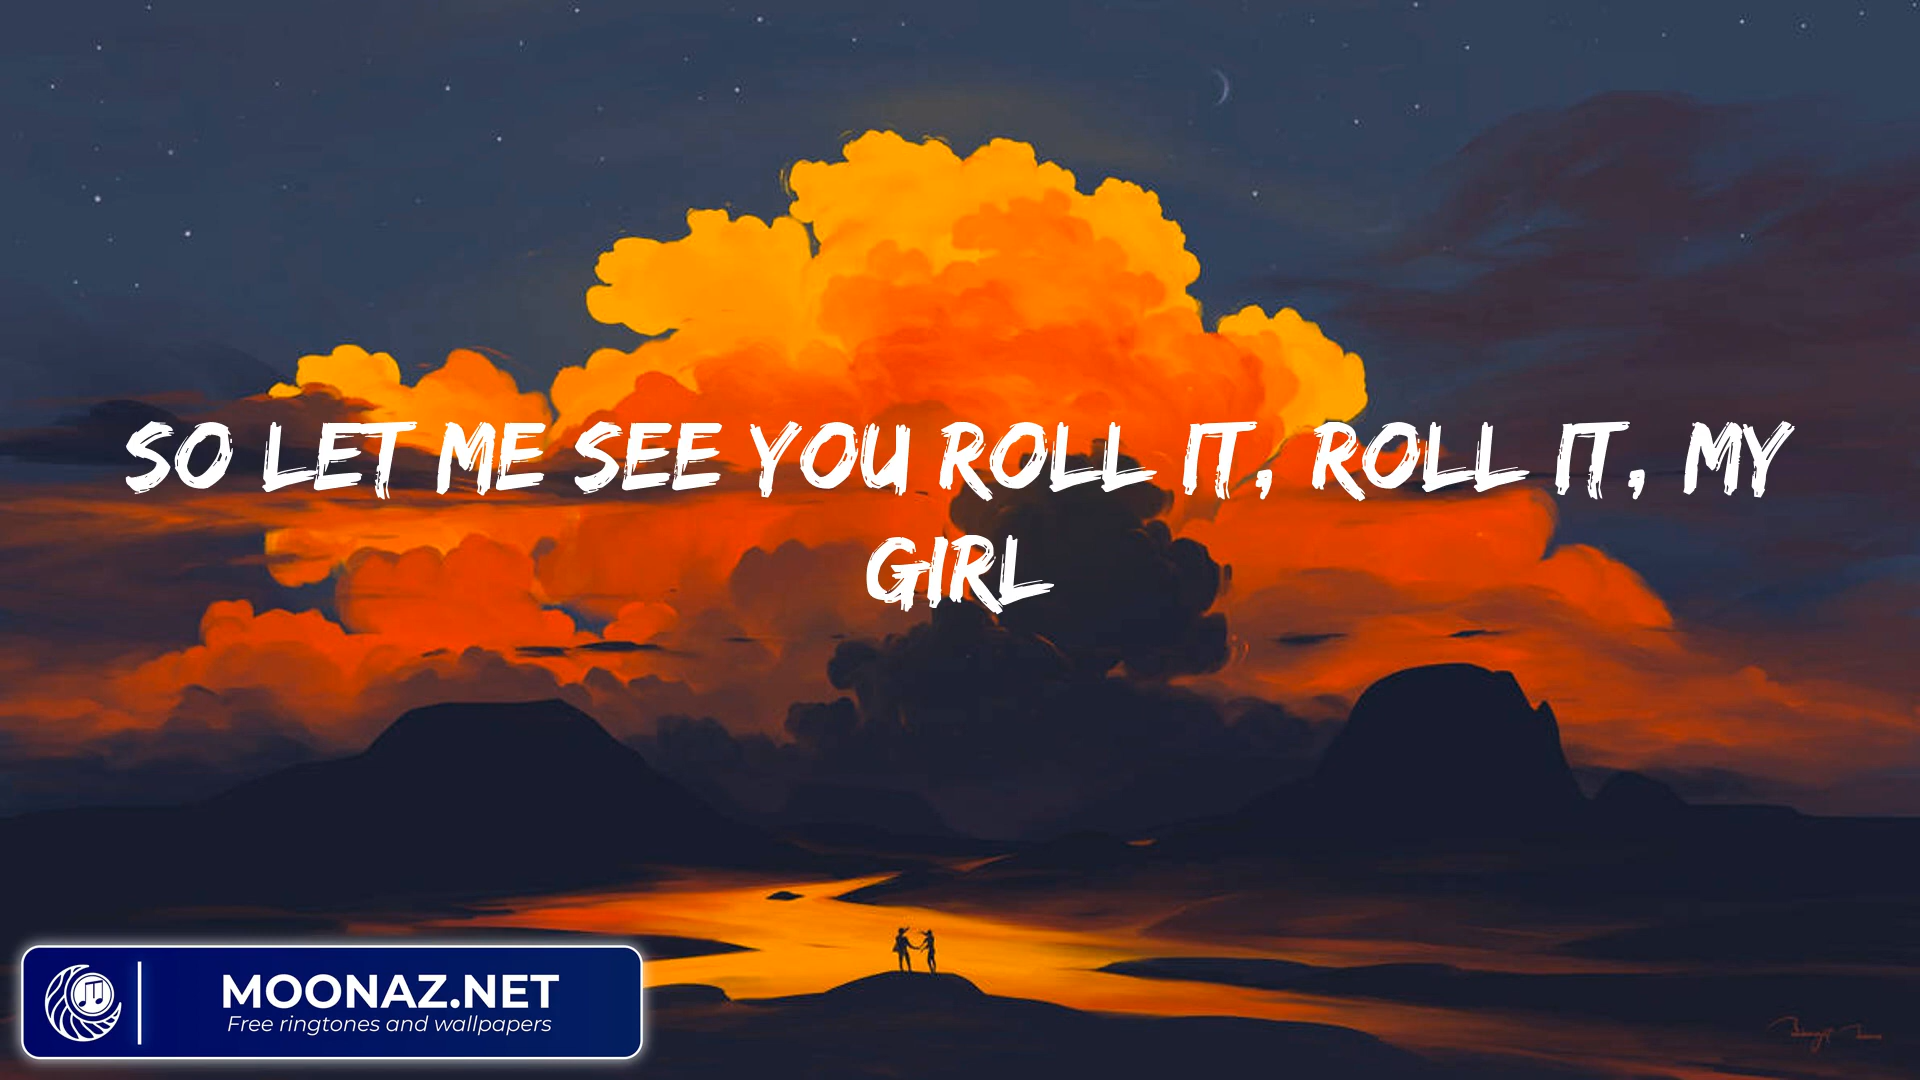 SO LET ME SEE YOU ROLL IT, ROLL IT, MY
GIRL
MOONAZ.NET
Free ringtones and wallpapers